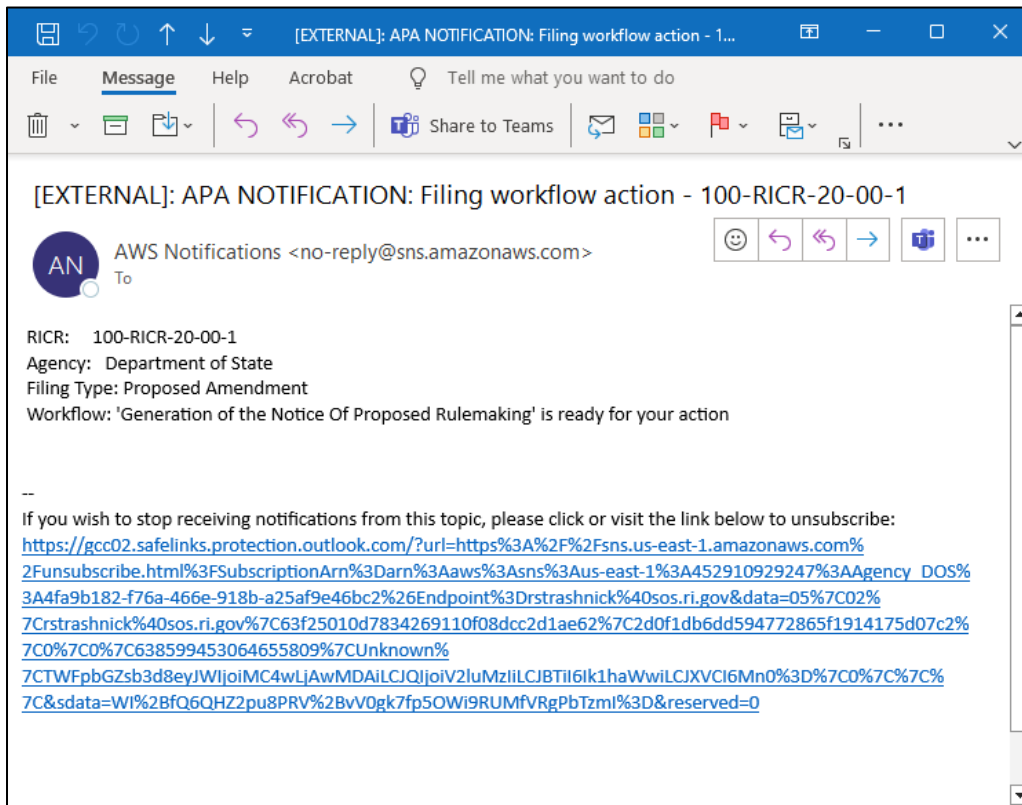 [EXTERNAL]: APA NOTIFICATION: Filing workflow action - 1...
File Message Help Acrobat Tell me what you want to do
Share to Teams
[EXTERNAL]: APA NOTIFICATION: Filing workflow action - 100-RICR-20-00-1
AN
AWS Notifications <no-reply@sns.amazonaws.com>
To
RICR: 100-RICR-20-00-1
Agency: Department of State
Filing Type: Proposed Amendment
Workflow: 'Generation of the Notice Of Proposed Rulemaking' is ready for your action
--
If you wish to stop receiving notifications from this topic, please click or visit the link below to unsubscribe:
https://gcc02.safelinks.protection.outlook.com/?url=https%3A%2F%2Fsns.us-east-1.amazonaws.com%
2Funsubscribe.html%3FSubscriptionArn%3Darn%3Aaws%3Asns%3Aus-east-1%3A452910929247%3AAgency_DOS%
3A4fa9b182-f76a-466e-918b-a25af9e46bc2%26Endpoint%3Drstrashnick%40sos.ri.gov&data=05%7C02%
7Crstrashnick%40sos.ri.gov%7C63f25010d7834269110f08dcc2d1ae62%7C2d0f1db6dd594772865f1914175d07c2%
7C0%7C0%7C638599453064655809%7CUnknown%
7CTWFpbGZsb3d8eyJWIjoiMC4wLjAwMDAiLCJQIjoiV2luMzIiLCJBTiI6Ik1haWwiLCJXVCI6Mn0%3D%7C0%7C%7C%
7C&sdata=WI%2BfQ6QHZ2pu8PRV%2BvV0gk7fp5OWi9RUMfVRgPbTzmI%3D&reserved=0